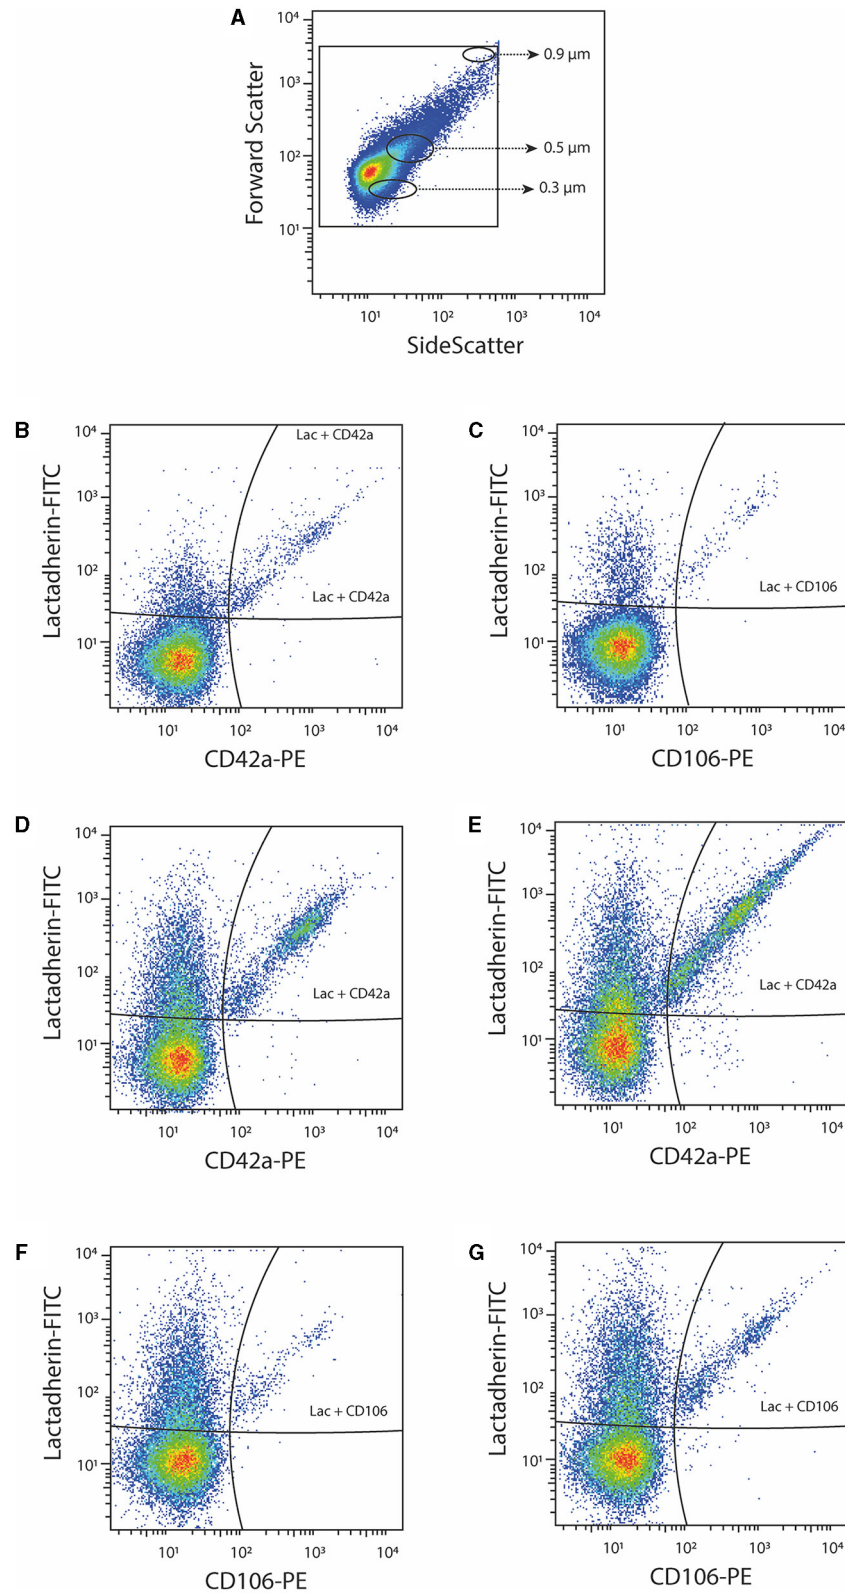 A
10⁴
10³
10²
10¹
Forward Scatter
0.9 µm
0.5 µm
0.3 µm
10¹ 10² 10³ 10⁴
SideScatter
B
10⁴
10³
10²
10¹
Lactadherin-FITC
Lac + CD42a
Lac + CD42a
10¹ 10² 10³ 10⁴
CD42a-PE
C
10⁴
10³
10²
10¹
Lactadherin-FITC
Lac + CD106
10¹ 10² 10³ 10⁴
CD106-PE
D
10⁴
10³
10²
10¹
Lactadherin-FITC
Lac + CD42a
10¹ 10² 10³ 10⁴
CD42a-PE
E
10⁴
10³
10²
10¹
Lactadherin-FITC
Lac + CD42a
10¹ 10² 10³ 10⁴
CD42a-PE
F
10⁴
10³
10²
10¹
Lactadherin-FITC
Lac + CD106
10¹ 10² 10³ 10⁴
CD106-PE
G
10⁴
10³
10²
10¹
Lactadherin-FITC
Lac + CD106
10¹ 10² 10³ 10⁴
CD106-PE